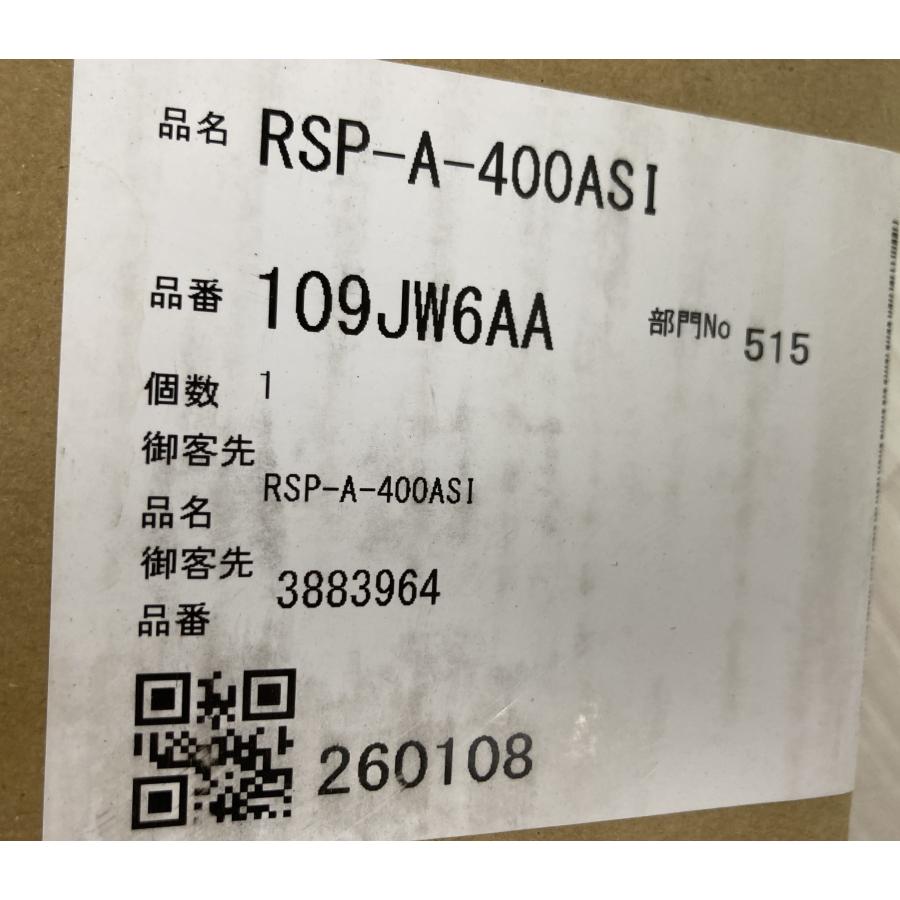 品名 RSP-A-400ASI
品番 109JW6AA 部門No 515
個数 1
御客先
品名 RSP-A-400ASI
御客先
品番 3883964
260108